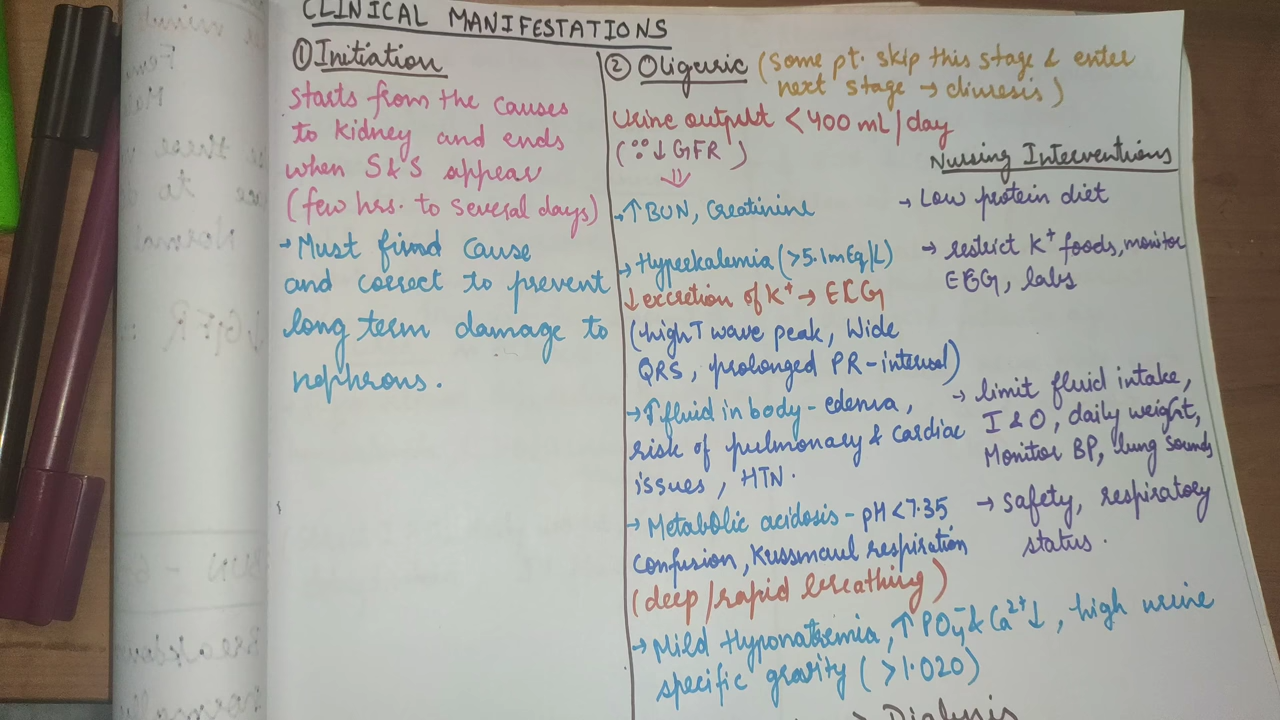 CLINICAL MANIFESTATIONS
① Initiation
starts from the causes
to kidney and ends
when S&S appear
(few hrs. to several days)
→ Must find cause
and correct to prevent
long term damage to
nephrons.
② Oliguric (some pt. skip this stage & enter
next stage → diuresis)
Urine output < 400 mL/day
(∵ ↓ GFR)
⇓
→ ↑ BUN, Creatinine
→ Hyperkalemia (>5.1mEq/L)
↓ excretion of K+ → ECG
(high T wave peak, Wide
QRS, prolonged PR-interval)
→ ↑ fluid in body - edema,
risk of pulmonary & cardiac
issues, HTN.
→ Metabolic acidosis - pH < 7.35
confusion, Kussmaul respiration
(deep/rapid breathing)
→ Mild Hyponatremia, ↑ PO4- & Ca2+ ↓, high urine
specific gravity (>1.020)
Nursing Interventions
→ Low protein diet
→ restrict K+ foods, monitor
EBG, labs
→ limit fluid intake,
I & O, daily weight,
Monitor BP, lung sounds
→ Safety, respiratory
status.
→ Dialysis